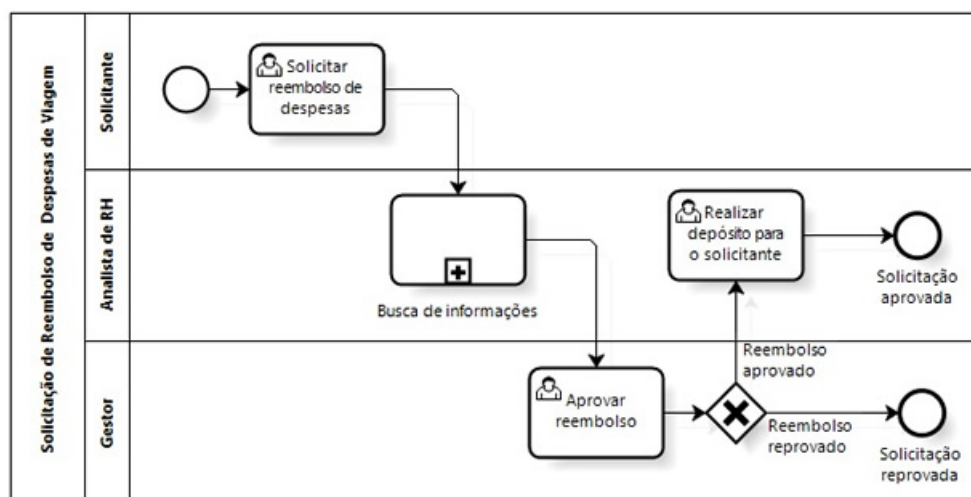 Solicitação de Reembolso de Despesas de Viagem
Solicitante
Solicitar
reembolso de
despesas
Analista de RH
Busca de informações
Realizar
depósito para
o solicitante
Solicitação
aprovada
Gestor
Aprovar
reembolso
Reembolso
aprovado
Reembolso
reprovado
Solicitação
reprovada